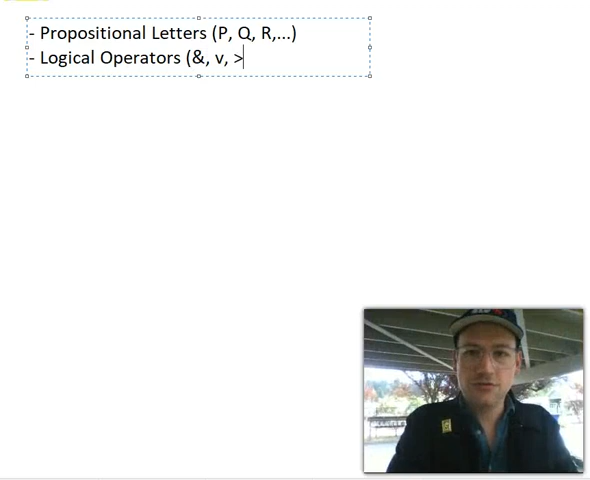 - Propositional Letters (P, Q, R,...)
- Logical Operators (&, v, >